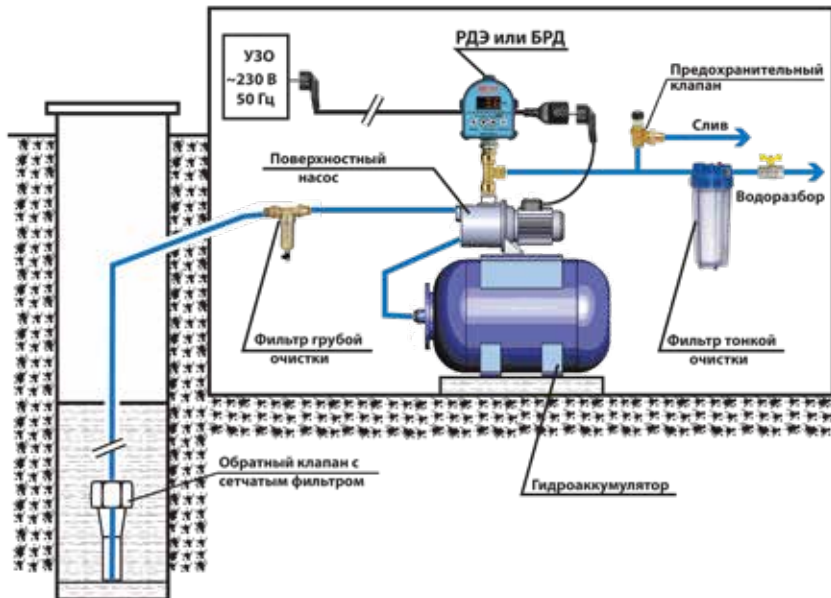 РДЭ или БРД
УЗО
~230 В
50 Гц
Предохранительный
клапан
Слив
Поверхностный
насос
Водоразбор
Фильтр грубой
очистки
Фильтр тонкой
очистки
Обратный клапан с
сетчатым фильтром
Гидроаккумулятор